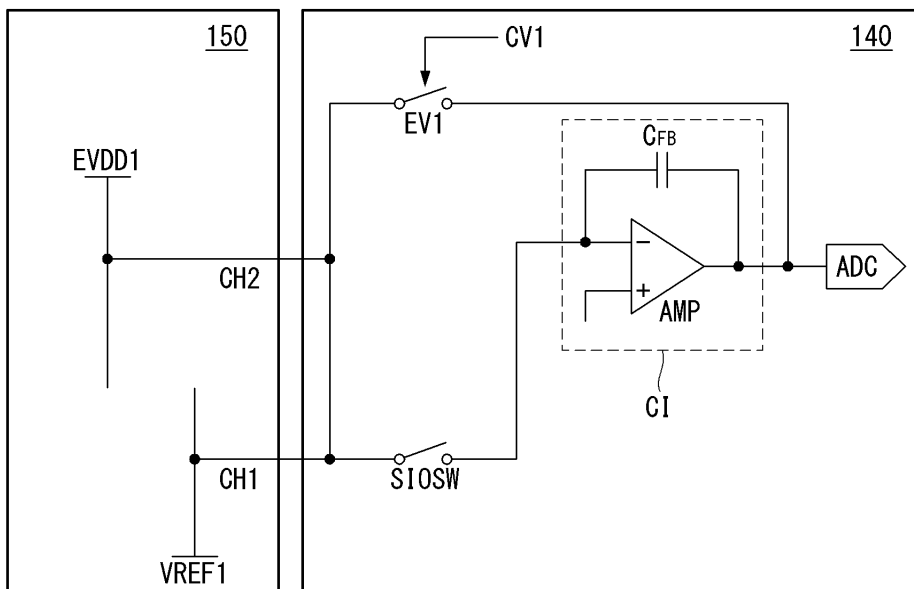 150
140
CV1
EV1
CFB
EVDD1
CH2
−
+
AMP
ADC
CI
CH1
SIOSW
VREF1